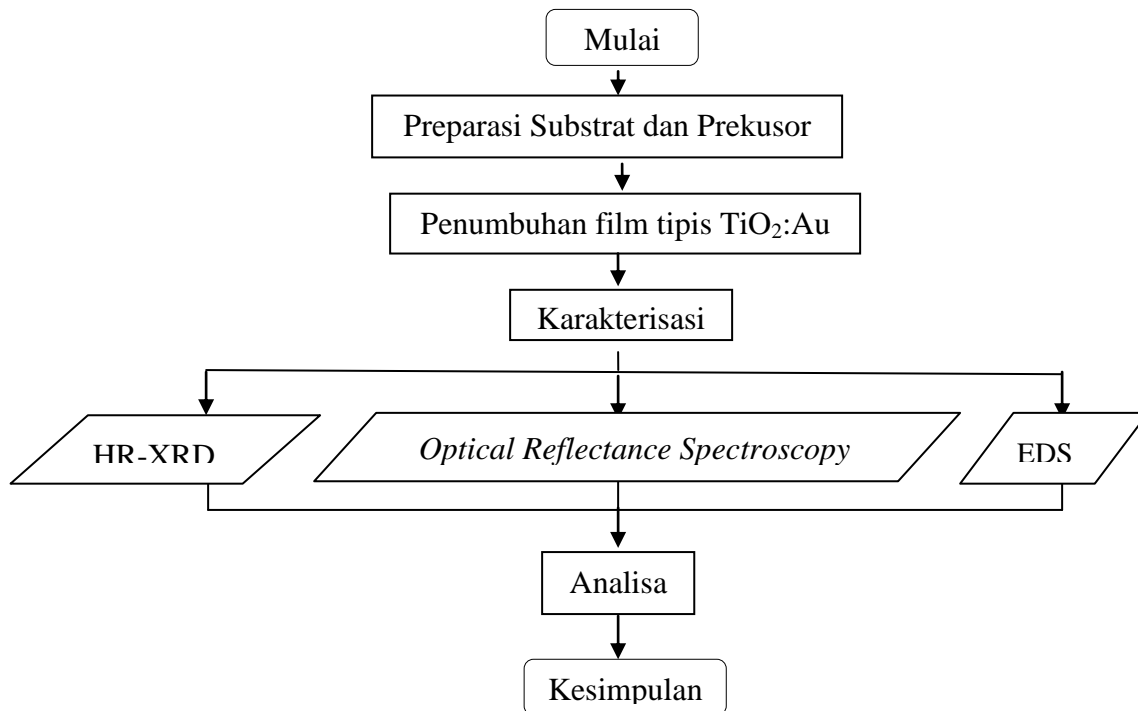 Mulai
Preparasi Substrat dan Prekusor
Penumbuhan film tipis TiO₂:Au
Karakterisasi
HR-XRD
Optical Reflectance Spectroscopy
EDS
Analisa
Kesimpulan